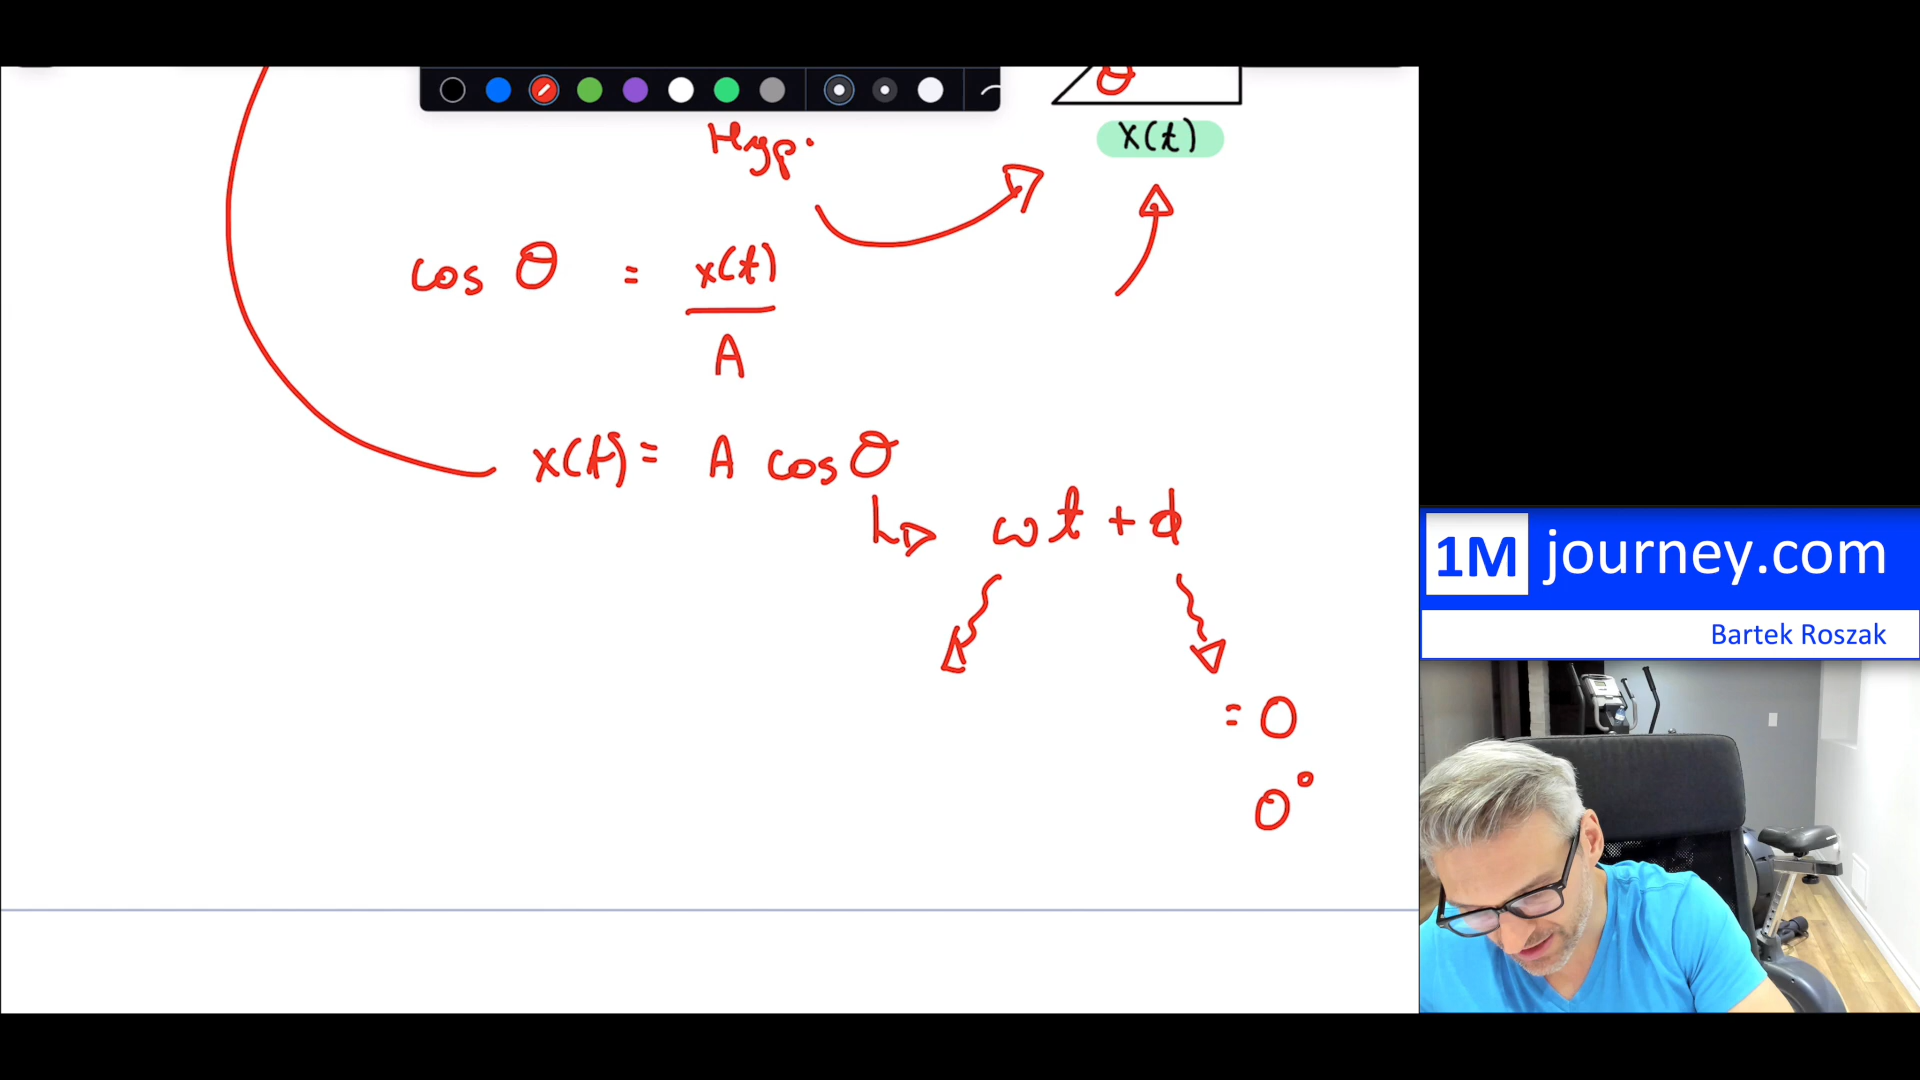 θ
X(t)
Hyp.
cos θ = x(t)
A
x(t) = A cos θ
ωt + ϕ
= 0
0°
1M journey.com
Bartek Roszak